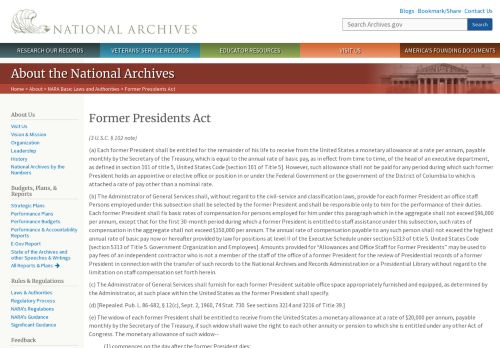 Blogs · Bookmark/Share · Contact Us
NATIONAL ARCHIVES
Search Archives.gov
Search
RESEARCH OUR RECORDS
VETERANS' SERVICE RECORDS
EDUCATOR RESOURCES
VISIT US
AMERICA'S FOUNDING DOCUMENTS
About the National Archives
Home > About > NARA Basic Laws and Authorities > Former Presidents Act
About Us
Visit Us
Vision & Mission
Organization
Leadership
History
National Archives by the
Numbers
Budgets, Plans, &
Reports
Strategic Plans
Performance Plans
Performance Budgets
Performance & Accountability
Reports
E-Gov Report
State of the Archives and
other Speeches & Writings
All Reports & Plans
Rules & Regulations
Laws & Authorities
Regulatory Process
NARA's Regulations
NARA's Guidance
Significant Guidance
Feedback
Former Presidents Act
(3 U.S.C. § 102 note)
(a) Each former President shall be entitled for the remainder of his life to receive from the United States a monetary allowance at a rate per annum, payable
monthly by the Secretary of the Treasury, which is equal to the annual rate of basic pay, as in effect from time to time, of the head of an executive department,
as defined in section 101 of title 5, United States Code [section 101 of Title 5]. However, such allowance shall not be paid for any period during which such former
President holds an appointive or elective office or position in or under the Federal Government or the government of the District of Columbia to which is
attached a rate of pay other than a nominal rate.
(b) The Administrator of General Services shall, without regard to the civil-service and classification laws, provide for each former President an office staff.
Persons employed under this subsection shall be selected by the former President and shall be responsible only to him for the performance of their duties.
Each former President shall fix basic rates of compensation for persons employed for him under this paragraph which in the aggregate shall not exceed $96,000
per annum, except that for the first 30-month period during which a former President is entitled to staff assistance under this subsection, such rates of
compensation in the aggregate shall not exceed $150,000 per annum. The annual rate of compensation payable to any such person shall not exceed the highest
annual rate of basic pay now or hereafter provided by law for positions at level II of the Executive Schedule under section 5313 of title 5, United States Code
[section 5313 of Title 5, Government Organization and Employees]. Amounts provided for "Allowances and Office Staff for Former Presidents" may be used to
pay fees of an independent contractor who is not a member of the staff of the office of a former President for the review of Presidential records of a former
President in connection with the transfer of such records to the National Archives and Records Administration or a Presidential Library without regard to the
limitation on staff compensation set forth herein.
(c) The Administrator of General Services shall furnish for each former President suitable office space appropriately furnished and equipped, as determined by
the Administrator, at such place within the United States as the former President shall specify.
(d) [Repealed. Pub. L. 86-682, § 12(c), Sept. 2, 1960, 74 Stat. 730. See sections 3214 and 3216 of Title 39.]
(e) The widow of each former President shall be entitled to receive from the United States a monetary allowance at a rate of $20,000 per annum, payable
monthly by the Secretary of the Treasury, if such widow shall waive the right to each other annuity or pension to which she is entitled under any other Act of
Congress. The monetary allowance of such widow--
(1) commences on the day after the former President dies;